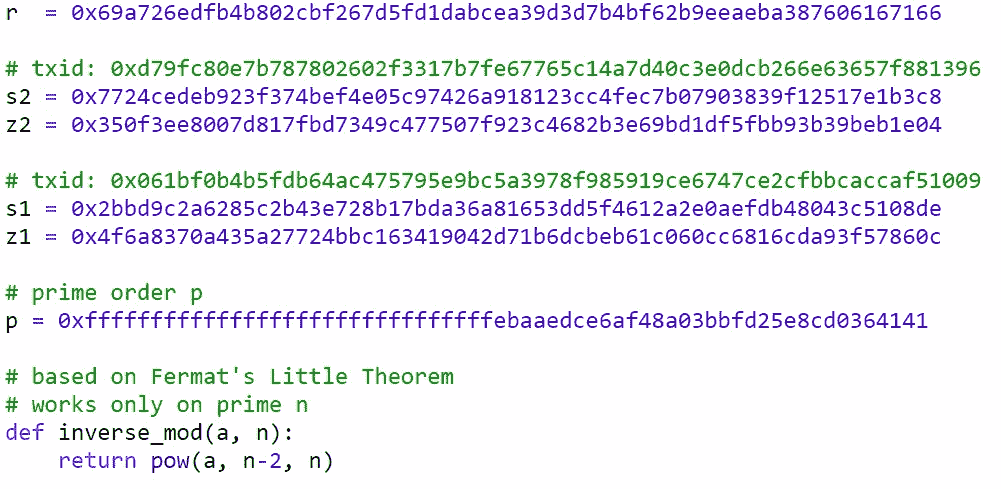 r  = 0x69a726edfb4b802cbf267d5fd1dabcea39d3d7b4bf62b9eeaeba387606167166
# txid: 0xd79fc80e7b787802602f3317b7fe67765c14a7d40c3e0dcb266e63657f881396
s2 = 0x7724cedeb923f374bef4e05c97426a918123cc4fec7b07903839f12517e1b3c8
z2 = 0x350f3ee8007d817fbd7349c477507f923c4682b3e69bd1df5fbb93b39beb1e04
# txid: 0x061bf0b4b5fdb64ac475795e9bc5a3978f985919ce6747ce2cfbbcaccaf51009
s1 = 0x2bbd9c2a6285c2b43e728b17bda36a81653dd5f4612a2e0aefdb48043c5108de
z1 = 0x4f6a8370a435a27724bbc163419042d71b6dcbeb61c060cc6816cda93f57860c
# prime order p
p = 0xfffffffffffffffffffffffffffffffebaaedce6af48a03bbfd25e8cd0364141
# based on Fermat's Little Theorem
# works only on prime n
def inverse_mod(a, n):
    return pow(a, n-2, n)